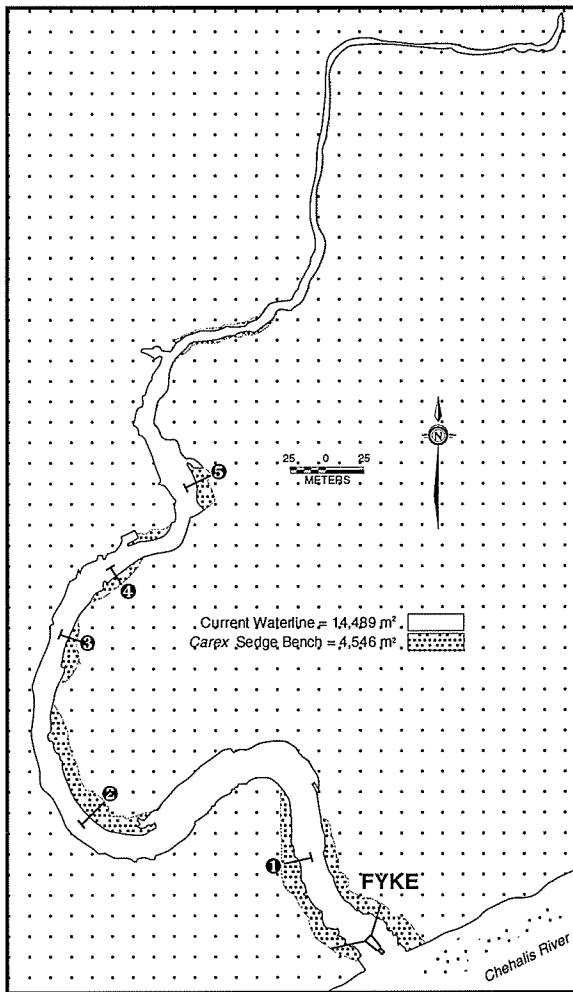 N
25 0 25
METERS
5
4
Current Waterline = 14,489 m²
Carex Sedge Bench = 4,546 m²
3
2
1
FYKE
Chehalis River